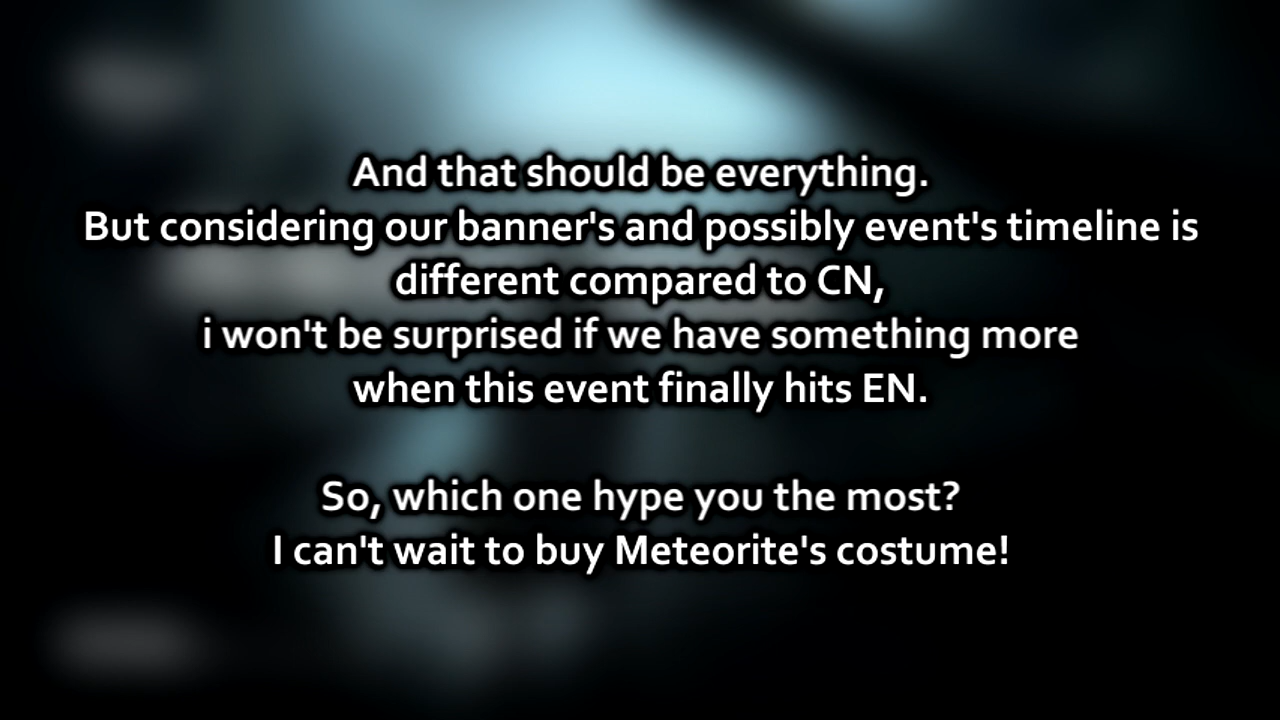 And that should be everything.
But considering our banner's and possibly event's timeline is
different compared to CN,
i won't be surprised if we have something more
when this event finally hits EN.
So, which one hype you the most?
I can't wait to buy Meteorite's costume!